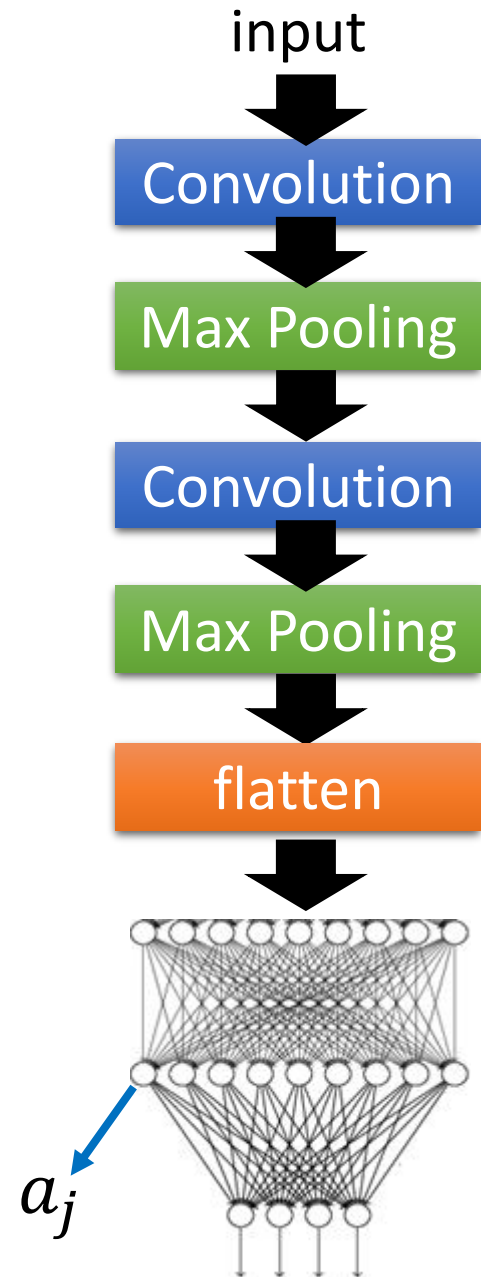 input
Convolution
Max Pooling
Convolution
Max Pooling
flatten
a_j